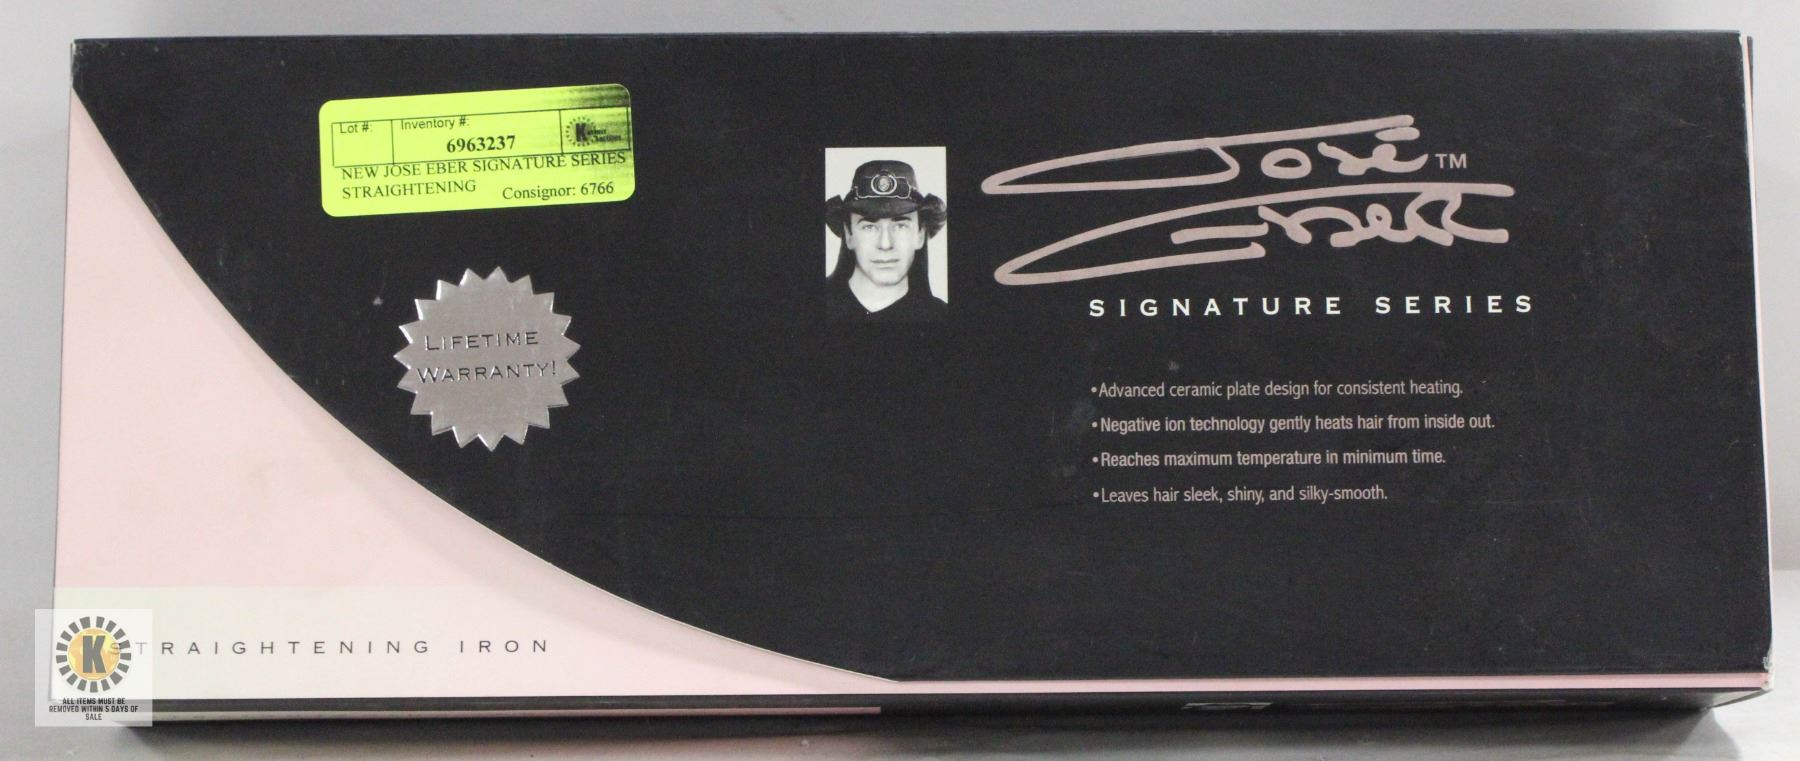 Lot #: Inventory #:
6963237
NEW JOSE EBER SIGNATURE SERIES
STRAIGHTENING Consignor: 6766
José TM
Eber
SIGNATURE SERIES
LIFETIME
WARRANTY!
•Advanced ceramic plate design for consistent heating.
•Negative ion technology gently heats hair from inside out.
•Reaches maximum temperature in minimum time.
•Leaves hair sleek, shiny, and silky-smooth.
STRAIGHTENING IRON
K
ALL ITEMS MUST BE
REMOVED WITHIN 5 DAYS OF
SALE